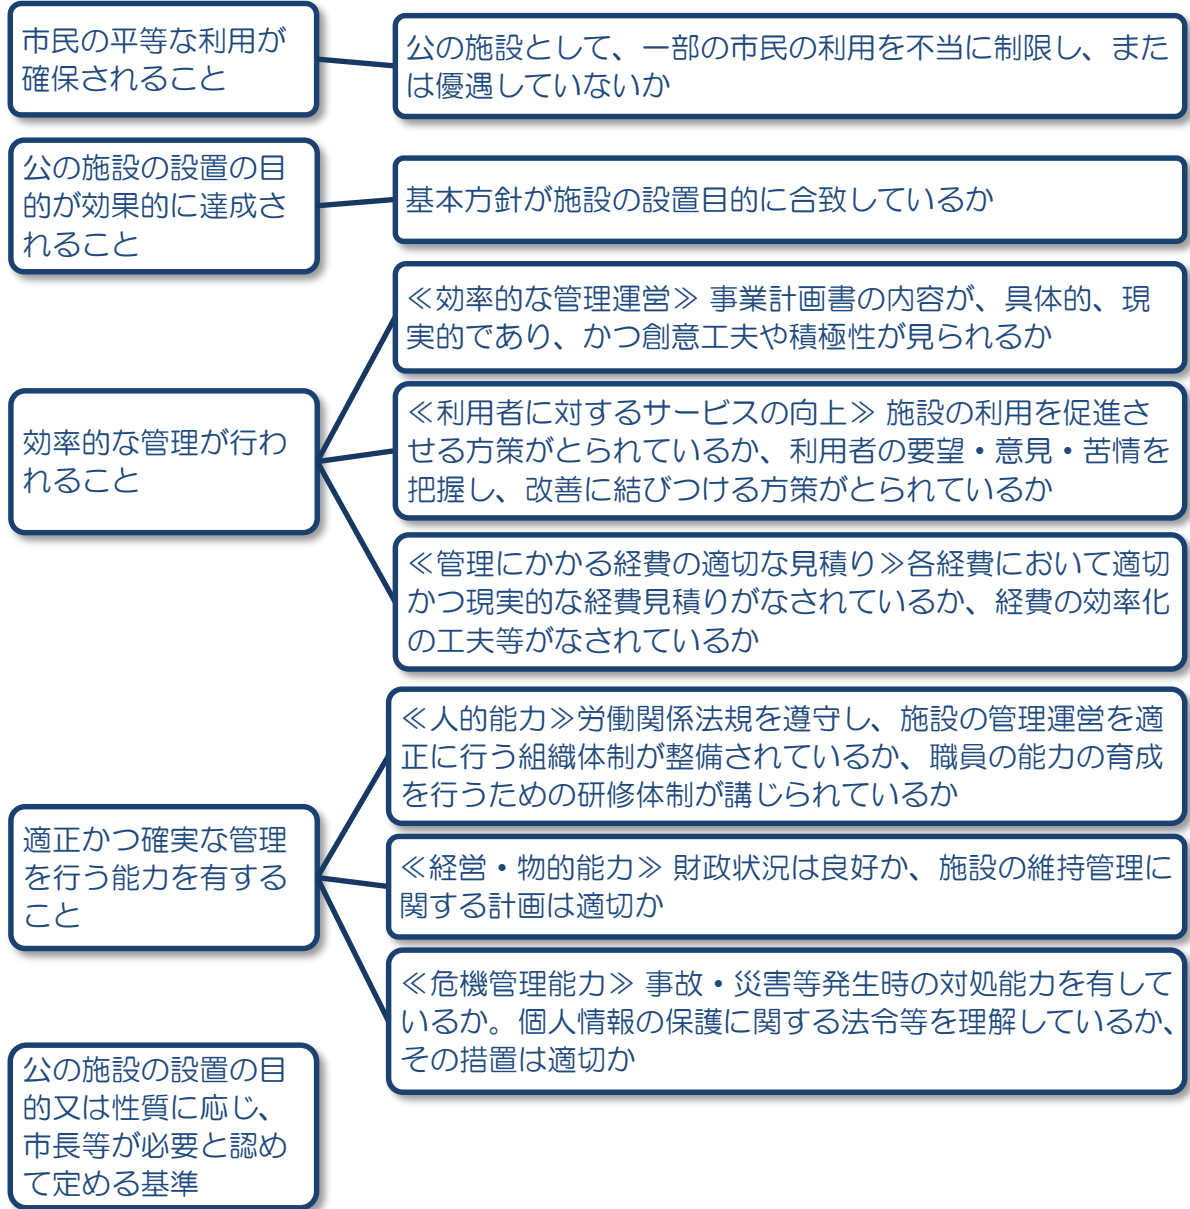 市民の平等な利用が
確保されること
公の施設として、一部の市民の利用を不当に制限し、また
は優遇していないか
公の施設の設置の目
的が効果的に達成さ
れること
基本方針が施設の設置目的に合致しているか
効率的な管理が行わ
れること
≪効率的な管理運営≫ 事業計画書の内容が、具体的、現
実的であり、かつ創意工夫や積極性が見られるか
≪利用者に対するサービスの向上≫ 施設の利用を促進さ
せる方策がとられているか、利用者の要望・意見・苦情を
把握し、改善に結びつける方策がとられているか
≪管理にかかる経費の適切な見積り≫各経費において適切
かつ現実的な経費見積りがなされているか、経費の効率化
の工夫等がなされているか
適正かつ確実な管理
を行う能力を有する
こと
≪人的能力≫労働関係法規を遵守し、施設の管理運営を適
正に行う組織体制が整備されているか、職員の能力の育成
を行うための研修体制が講じられているか
≪経営・物的能力≫ 財政状況は良好か、施設の維持管理に
関する計画は適切か
≪危機管理能力≫ 事故・災害等発生時の対処能力を有して
いるか。個人情報の保護に関する法令等を理解しているか、
その措置は適切か
公の施設の設置の目
的又は性質に応じ、
市長等が必要と認め
て定める基準